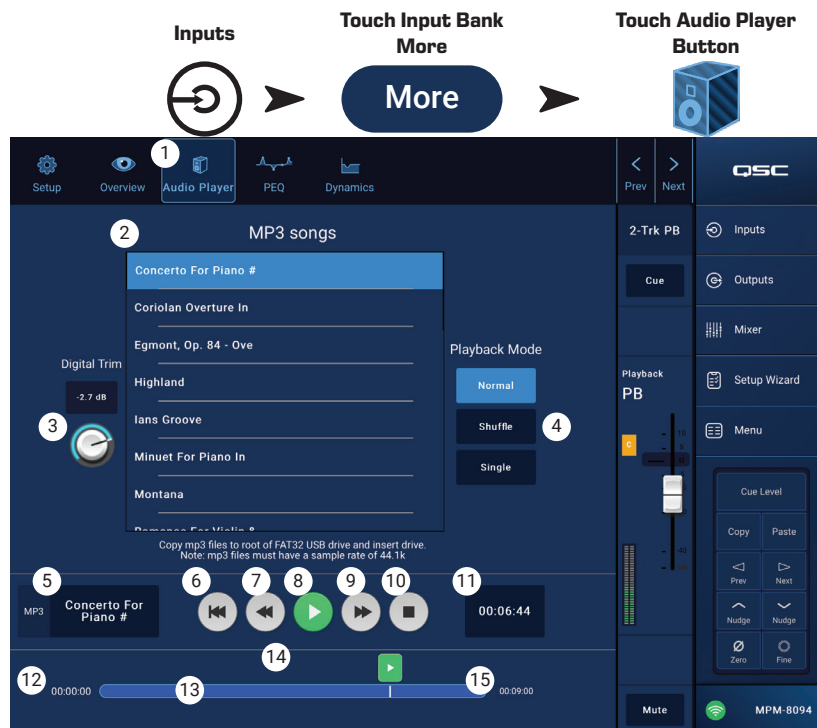 Inputs
Touch Input Bank
More
Touch Audio Player
Button
More
1
Setup
Overview
Audio Player
PEQ
Dynamics
Prev
Next
QSC
2
MP3 songs
Concerto For Piano #
Coriolan Overture In
Egmont, Op. 84 - Ove
Highland
Ians Groove
Minuet For Piano In
Montana
Romance For Violin &
Digital Trim
-2.7 dB
3
Playback Mode
Normal
Shuffle
4
Single
Copy mp3 files to root of FAT32 USB drive and insert drive.
Note: mp3 files must have a sample rate of 44.1k
5
6
7
8
9
10
11
MP3
Concerto For
Piano #
00:06:44
12
13
14
15
00:00:00
00:09:00
2-Trk PB
Cue
Playback
PB
C
10
-40
Mute
Inputs
Outputs
Mixer
Setup Wizard
Menu
Cue Level
Copy
Paste
Prev
Next
Nudge
Nudge
Zero
Fine
MPM-8094